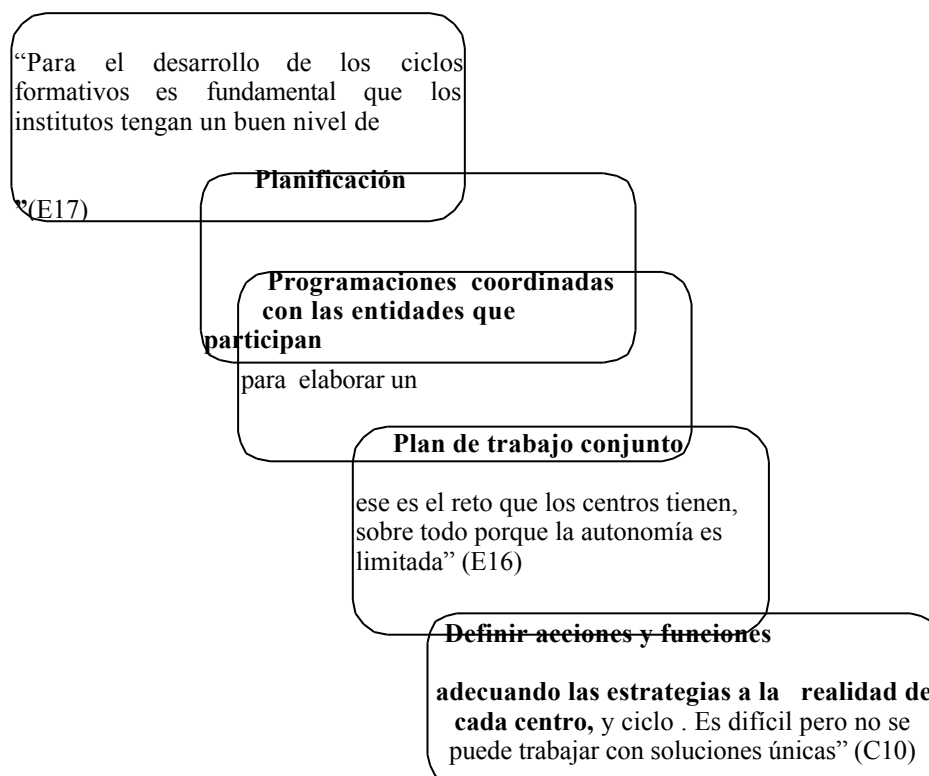 “Para el desarrollo de los ciclos
formativos es fundamental que los
institutos tengan un buen nivel de
Planificación
”(E17)
Programaciones coordinadas
con las entidades que
participan
para elaborar un
Plan de trabajo conjunto
ese es el reto que los centros tienen,
sobre todo porque la autonomía es
limitada” (E16)
Definir acciones y funciones
adecuando las estrategias a la realidad de
cada centro, y ciclo . Es difícil pero no se
puede trabajar con soluciones únicas” (C10)